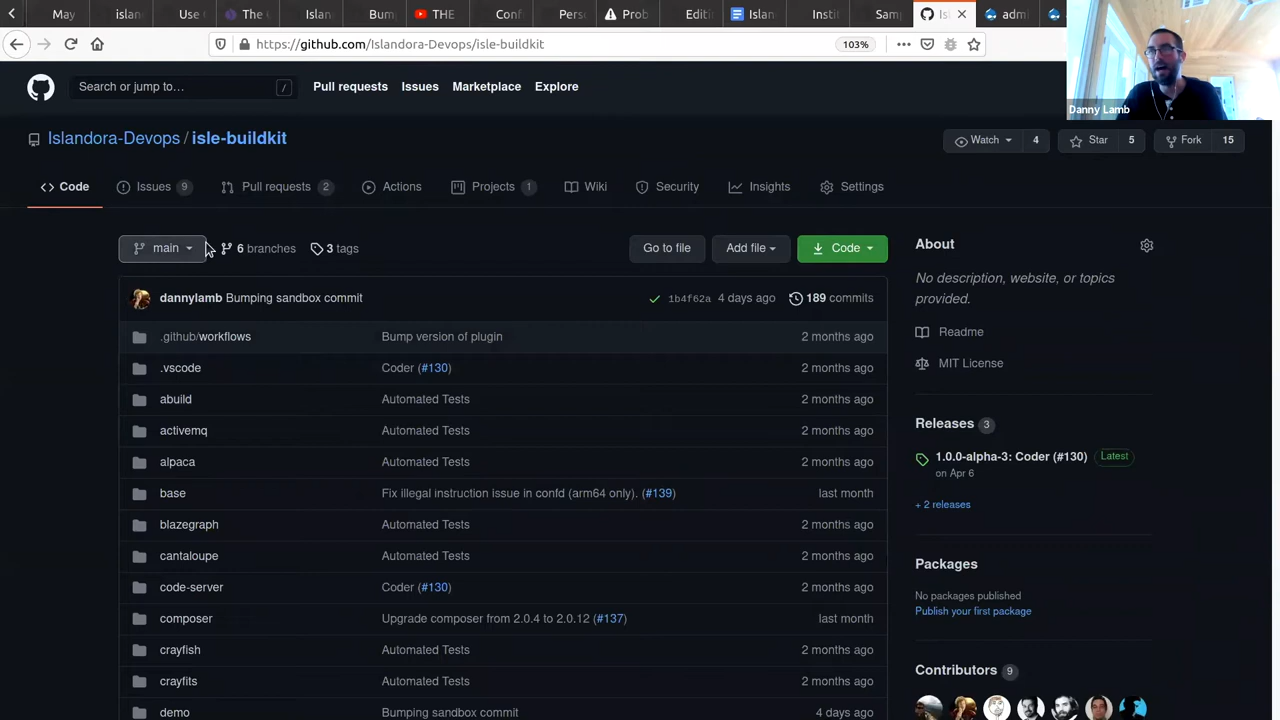 May
islan
Use
The
Islan
Bum
THE
Conf
Perso
Prob
Editi
Islan
Insti
Samp
Is
admi
https://github.com/Islandora-Devops/isle-buildkit
103%
Search or jump to…
/
Pull requests
Issues
Marketplace
Explore
Danny Lamb
Islandora-Devops / isle-buildkit
Watch
4
Star
5
Fork
15
Code
Issues 9
Pull requests 2
Actions
Projects 1
Wiki
Security
Insights
Settings
main
6 branches
3 tags
Go to file
Add file
Code
dannylamb Bumping sandbox commit
1b4f62a 4 days ago
189 commits
.github/workflows Bump version of plugin 2 months ago
.vscode Coder (#130) 2 months ago
abuild Automated Tests 2 months ago
activemq Automated Tests 2 months ago
alpaca Automated Tests 2 months ago
base Fix illegal instruction issue in confd (arm64 only). (#139) last month
blazegraph Automated Tests 2 months ago
cantaloupe Automated Tests 2 months ago
code-server Coder (#130) 2 months ago
composer Upgrade composer from 2.0.4 to 2.0.12 (#137) last month
crayfish Automated Tests 2 months ago
crayfits Automated Tests 2 months ago
demo Bumping sandbox commit 4 days ago
About
No description, website, or topics
provided.
Readme
MIT License
Releases 3
1.0.0-alpha-3: Coder (#130) Latest
on Apr 6
+ 2 releases
Packages
No packages published
Publish your first package
Contributors 9